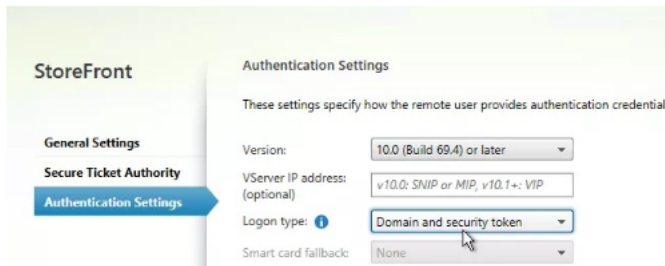 StoreFront
Authentication Settings
These settings specify how the remote user provides authentication credential
General Settings
Secure Ticket Authority
Authentication Settings
Version:
10.0 (Build 69.4) or later
VServer IP address:
(optional)
v10.0: SNIP or MIP, v10.1+: VIP
Logon type:
Domain and security token
Smart card fallback:
None